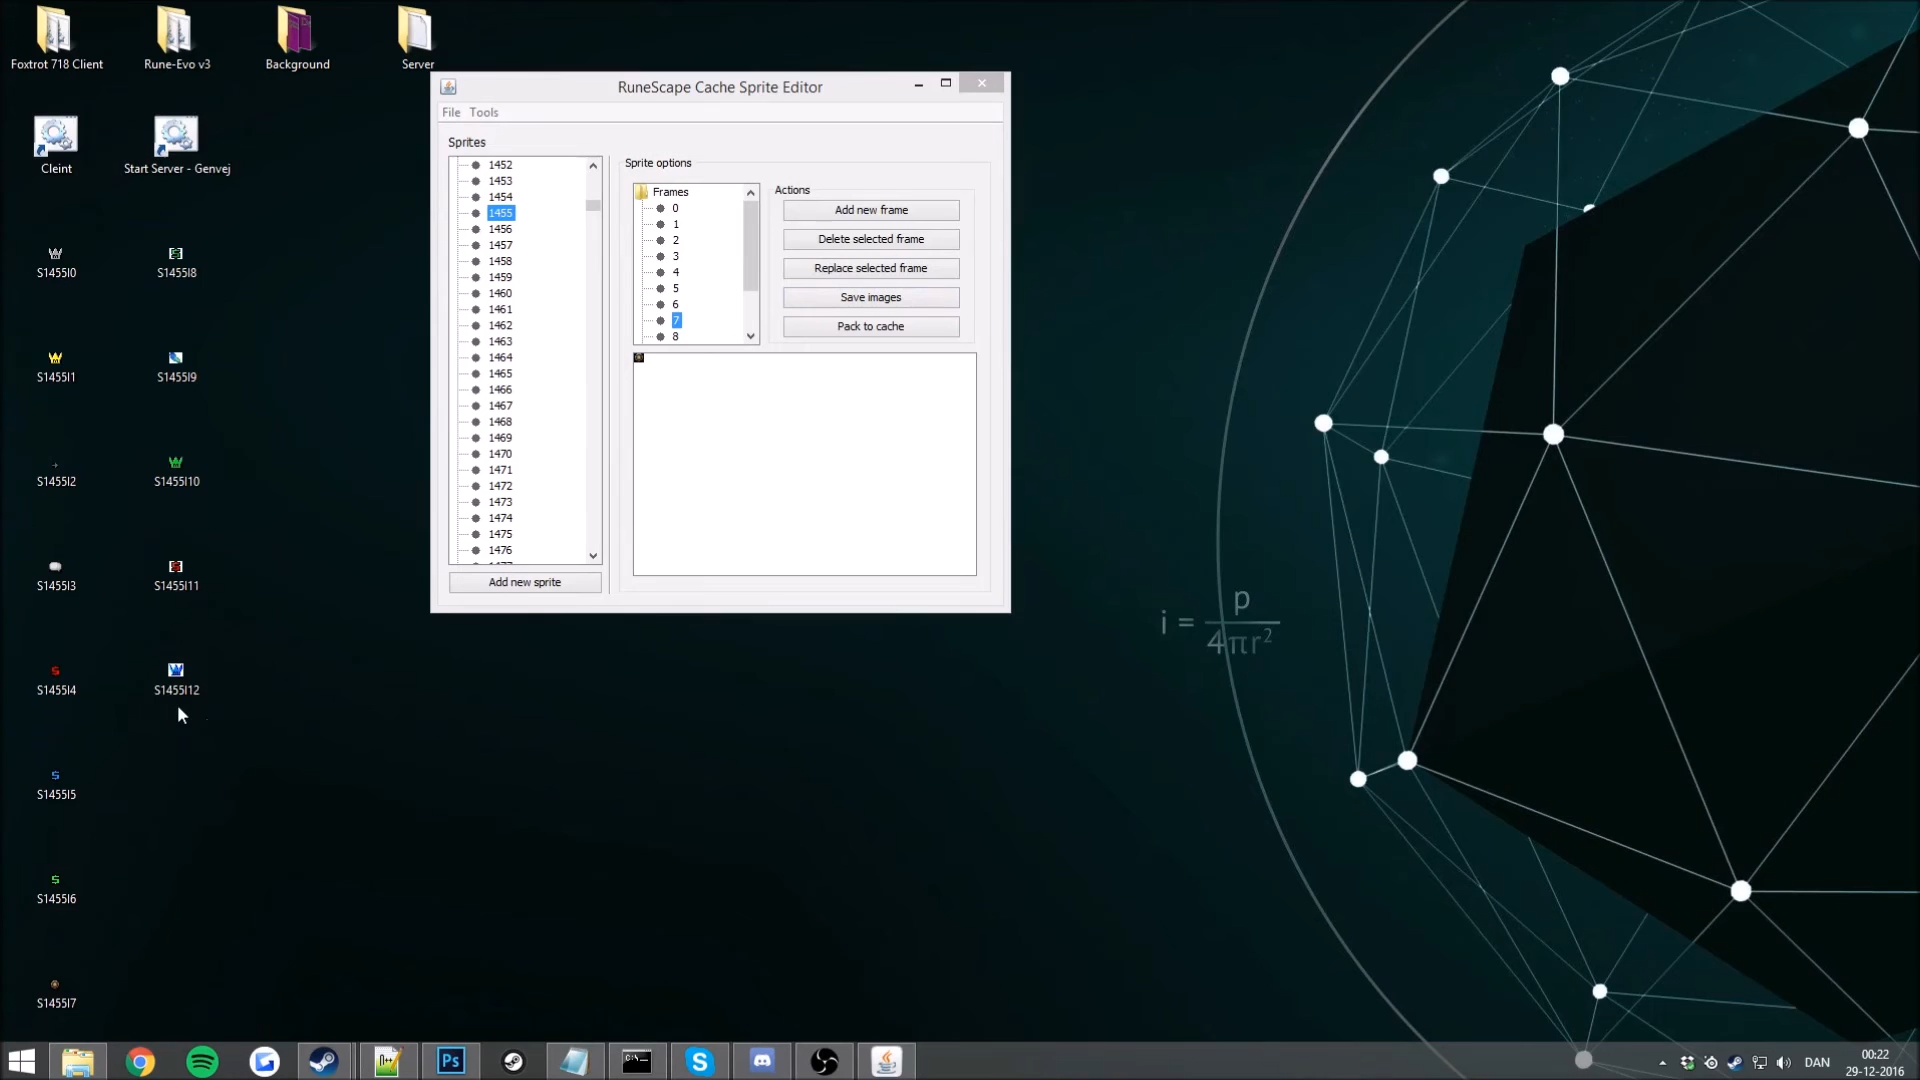 Foxtrot 718 Client
Rune-Evo v3
Background
Server
Cleint
Start Server - Genvej
S1455I0
S1455I8
S1455I1
S1455I9
S1455I2
S1455I10
S1455I3
S1455I11
S1455I4
S1455I12
S1455I5
S1455I6
S1455I7
RuneScape Cache Sprite Editor
File Tools
Sprites
1452
1453
1454
1455
1456
1457
1458
1459
1460
1461
1462
1463
1464
1465
1466
1467
1468
1469
1470
1471
1472
1473
1474
1475
1476
Add new sprite
Sprite options
Frames
0
1
2
3
4
5
6
7
8
Actions
Add new frame
Delete selected frame
Replace selected frame
Save images
Pack to cache
i = p
4πr²
Ps
C:\
DAN
00:22
29-12-2016